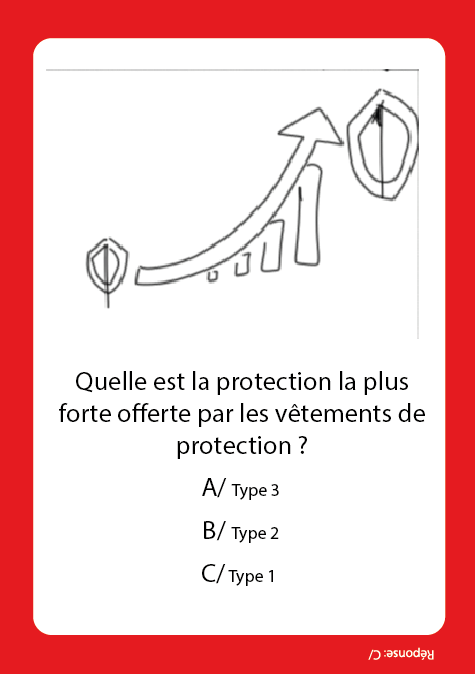 Quelle est la protection la plus
forte offerte par les vêtements de
protection ?
A/ Type 3
B/ Type 2
C/ Type 1
Réponse: C/